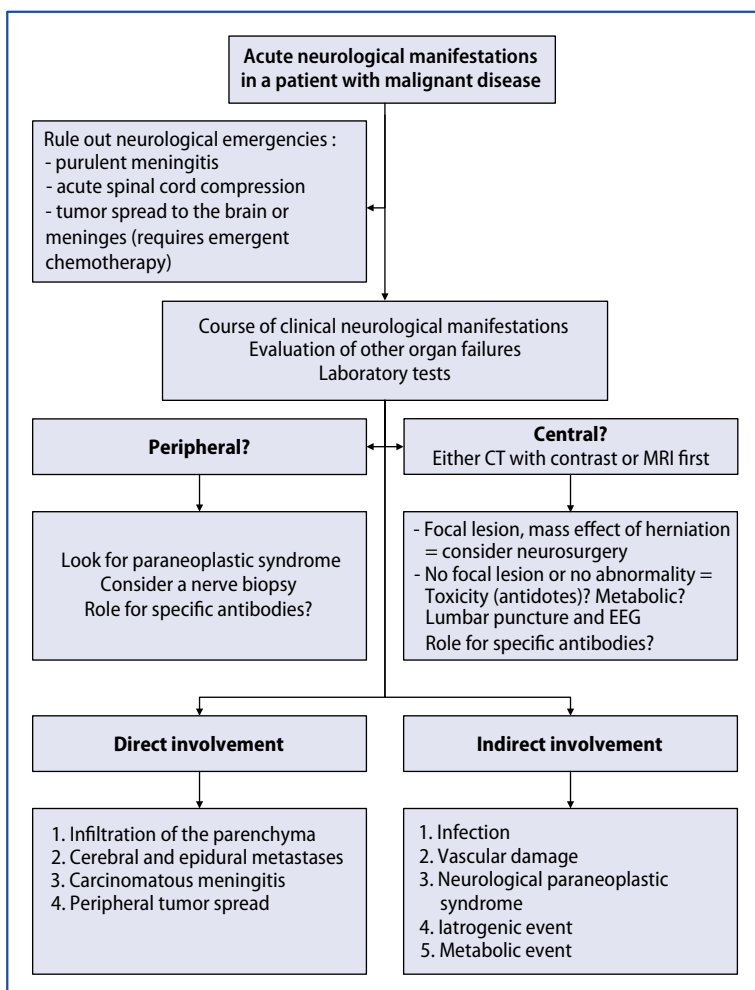 Acute neurological manifestations
in a patient with malignant disease
Rule out neurological emergencies :
- purulent meningitis
- acute spinal cord compression
- tumor spread to the brain or
meninges (requires emergent
chemotherapy)
Course of clinical neurological manifestations
Evaluation of other organ failures
Laboratory tests
Peripheral?
Central?
Either CT with contrast or MRI first
Look for paraneoplastic syndrome
Consider a nerve biopsy
Role for specific antibodies?
- Focal lesion, mass effect of herniation
= consider neurosurgery
- No focal lesion or no abnormality =
Toxicity (antidotes)? Metabolic?
Lumbar puncture and EEG
Role for specific antibodies?
Direct involvement
Indirect involvement
1. Infiltration of the parenchyma
2. Cerebral and epidural metastases
3. Carcinomatous meningitis
4. Peripheral tumor spread
1. Infection
2. Vascular damage
3. Neurological paraneoplastic
syndrome
4. Iatrogenic event
5. Metabolic event